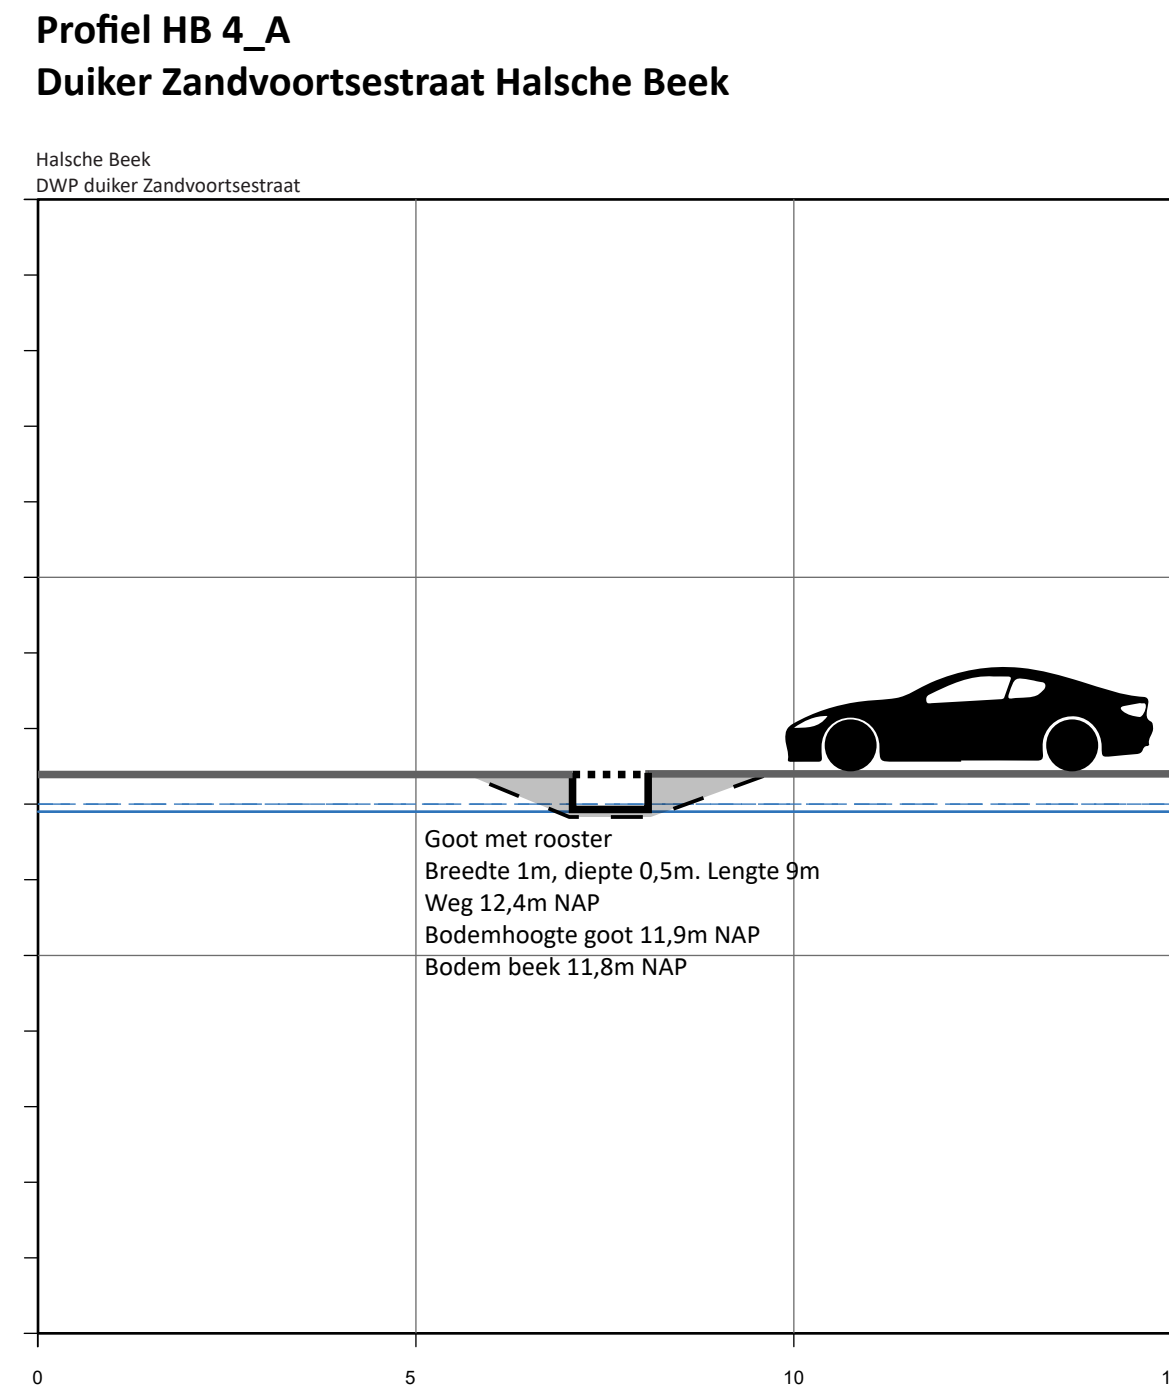 Profiel HB 4_A
Duiker Zandvoortsestraat Halsche Beek
Halsche Beek
DWP duiker Zandvoortsestraat
Goot met rooster
Breedte 1m, diepte 0,5m. Lengte 9m
Weg 12,4m NAP
Bodemhoogte goot 11,9m NAP
Bodem beek 11,8m NAP
0 5 10 1